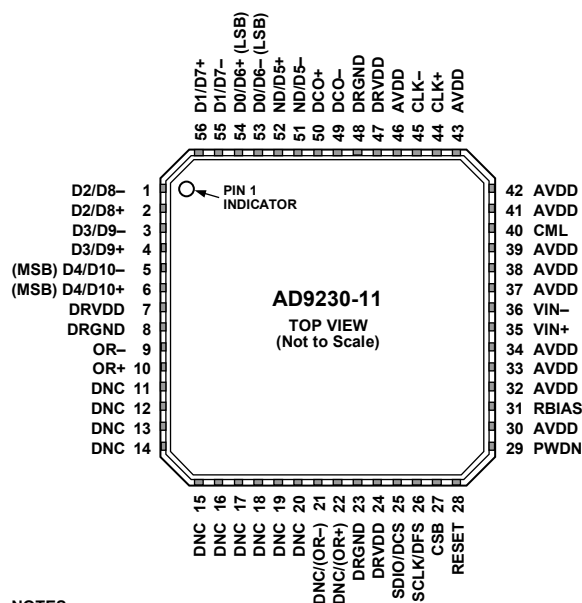 56 D1/D7+
55 D1/D7–
54 D0/D6+ (LSB)
53 D0/D6– (LSB)
52 ND/D5+
51 ND/D5–
50 DCO+
49 DCO–
48 DRGND
47 DRVDD
46 AVDD
45 CLK–
44 CLK+
43 AVDD
D2/D8– 1
D2/D8+ 2
D3/D9– 3
D3/D9+ 4
(MSB) D4/D10– 5
(MSB) D4/D10+ 6
DRVDD 7
DRGND 8
OR– 9
OR+ 10
DNC 11
DNC 12
DNC 13
DNC 14
PIN 1
INDICATOR
AD9230-11
TOP VIEW
(Not to Scale)
42 AVDD
41 AVDD
40 CML
39 AVDD
38 AVDD
37 AVDD
36 VIN–
35 VIN+
34 AVDD
33 AVDD
32 AVDD
31 RBIAS
30 AVDD
29 PWDN
DNC 15
DNC 16
DNC 17
DNC 18
DNC 19
DNC 20
DNC/(OR–) 21
DNC/(OR+) 22
DRGND 23
DRVDD 24
SDIO/DCS 25
SCLK/DFS 26
CSB 27
RESET 28